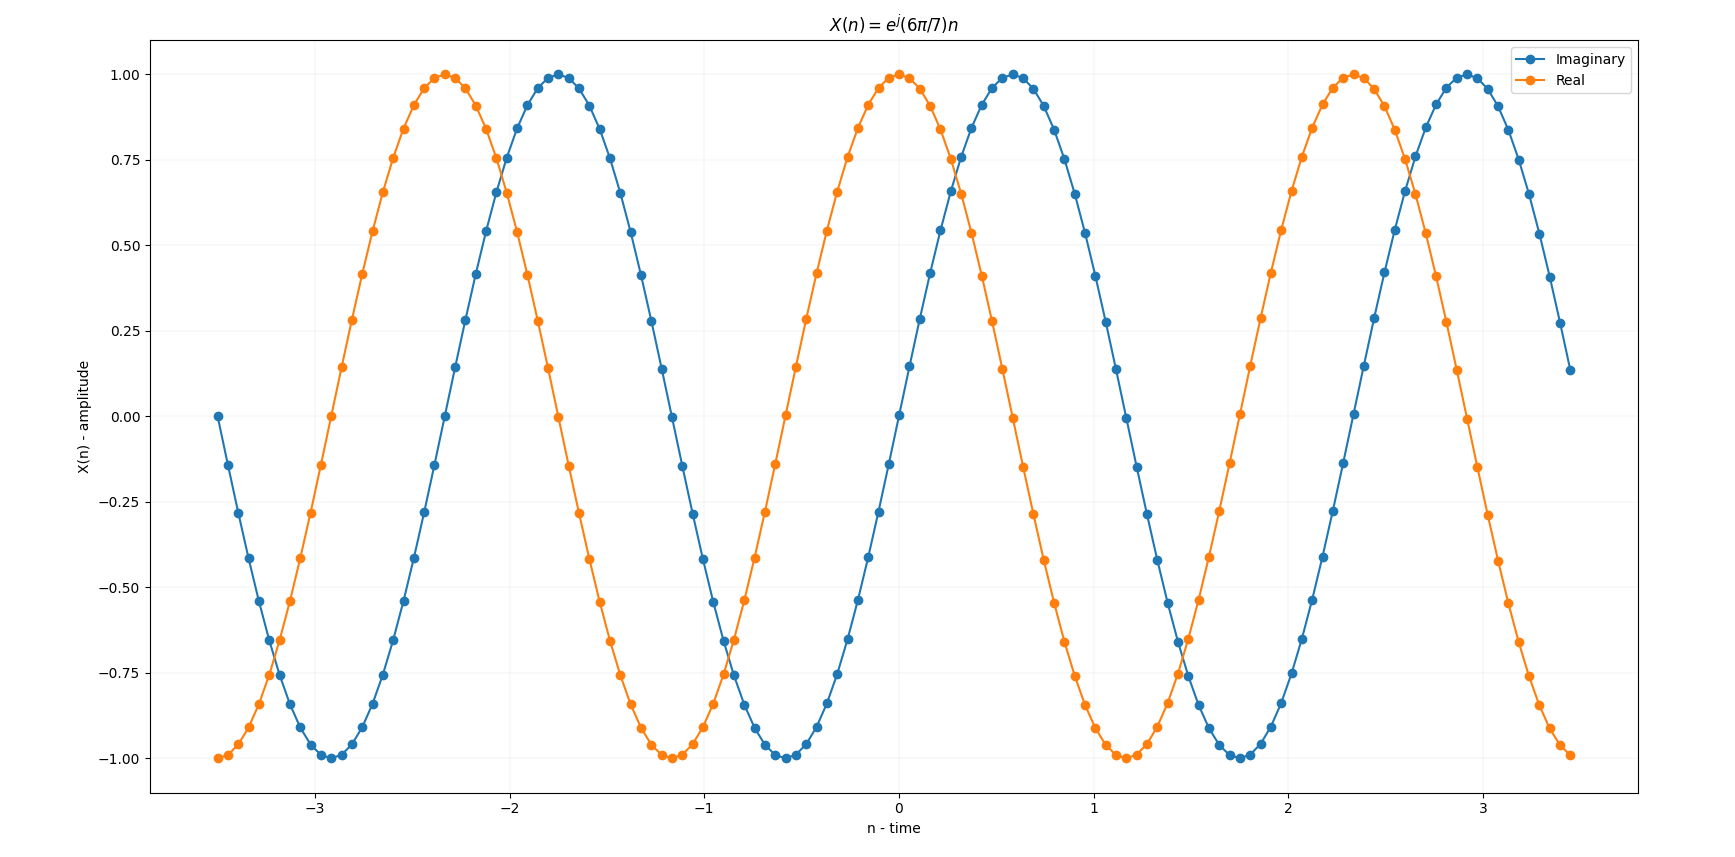 X(n) = e^j(6π/7)n
Imaginary
Real
1.00
0.75
0.50
0.25
0.00
−0.25
−0.50
−0.75
−1.00
X(n) - amplitude
−3 −2 −1 0 1 2 3
n - time